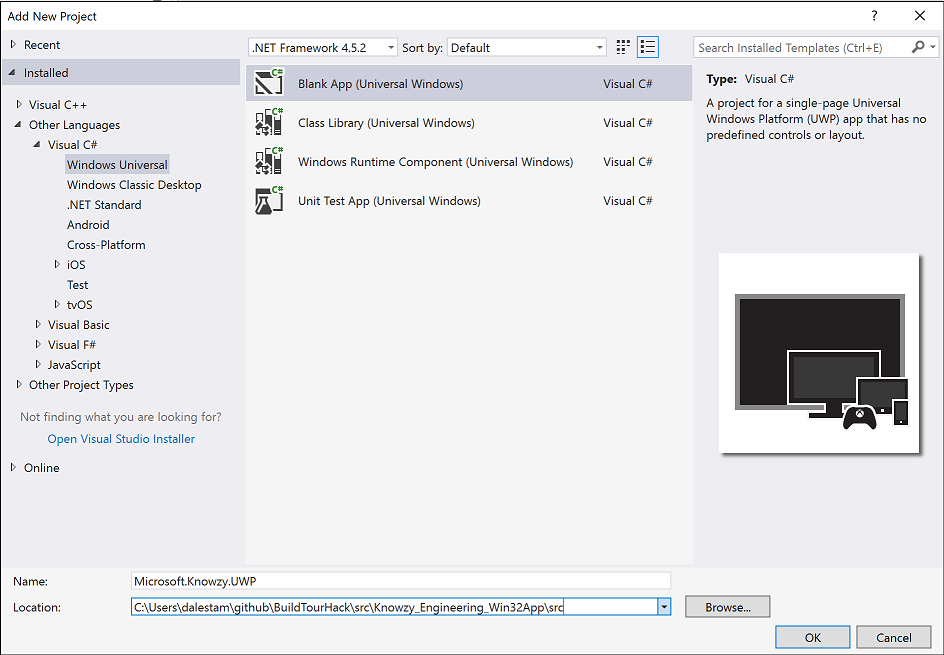 Add New Project
?
Recent
.NET Framework 4.5.2 Sort by: Default
Search Installed Templates (Ctrl+E)
Installed
Visual C++
Other Languages
Visual C#
Windows Universal
Windows Classic Desktop
.NET Standard
Android
Cross-Platform
iOS
Test
tvOS
Visual Basic
Visual F#
JavaScript
Other Project Types
Not finding what you are looking for?
Open Visual Studio Installer
Online
C# Blank App (Universal Windows) Visual C#
C# Class Library (Universal Windows) Visual C#
C# Windows Runtime Component (Universal Windows) Visual C#
C# Unit Test App (Universal Windows) Visual C#
Type: Visual C#
A project for a single-page Universal
Windows Platform (UWP) app that has no
predefined controls or layout.
Name: Microsoft.Knowzy.UWP
Location: C:\Users\dalestam\github\BuildTourHack\src\Knowzy_Engineering_Win32App\src
Browse...
OK Cancel